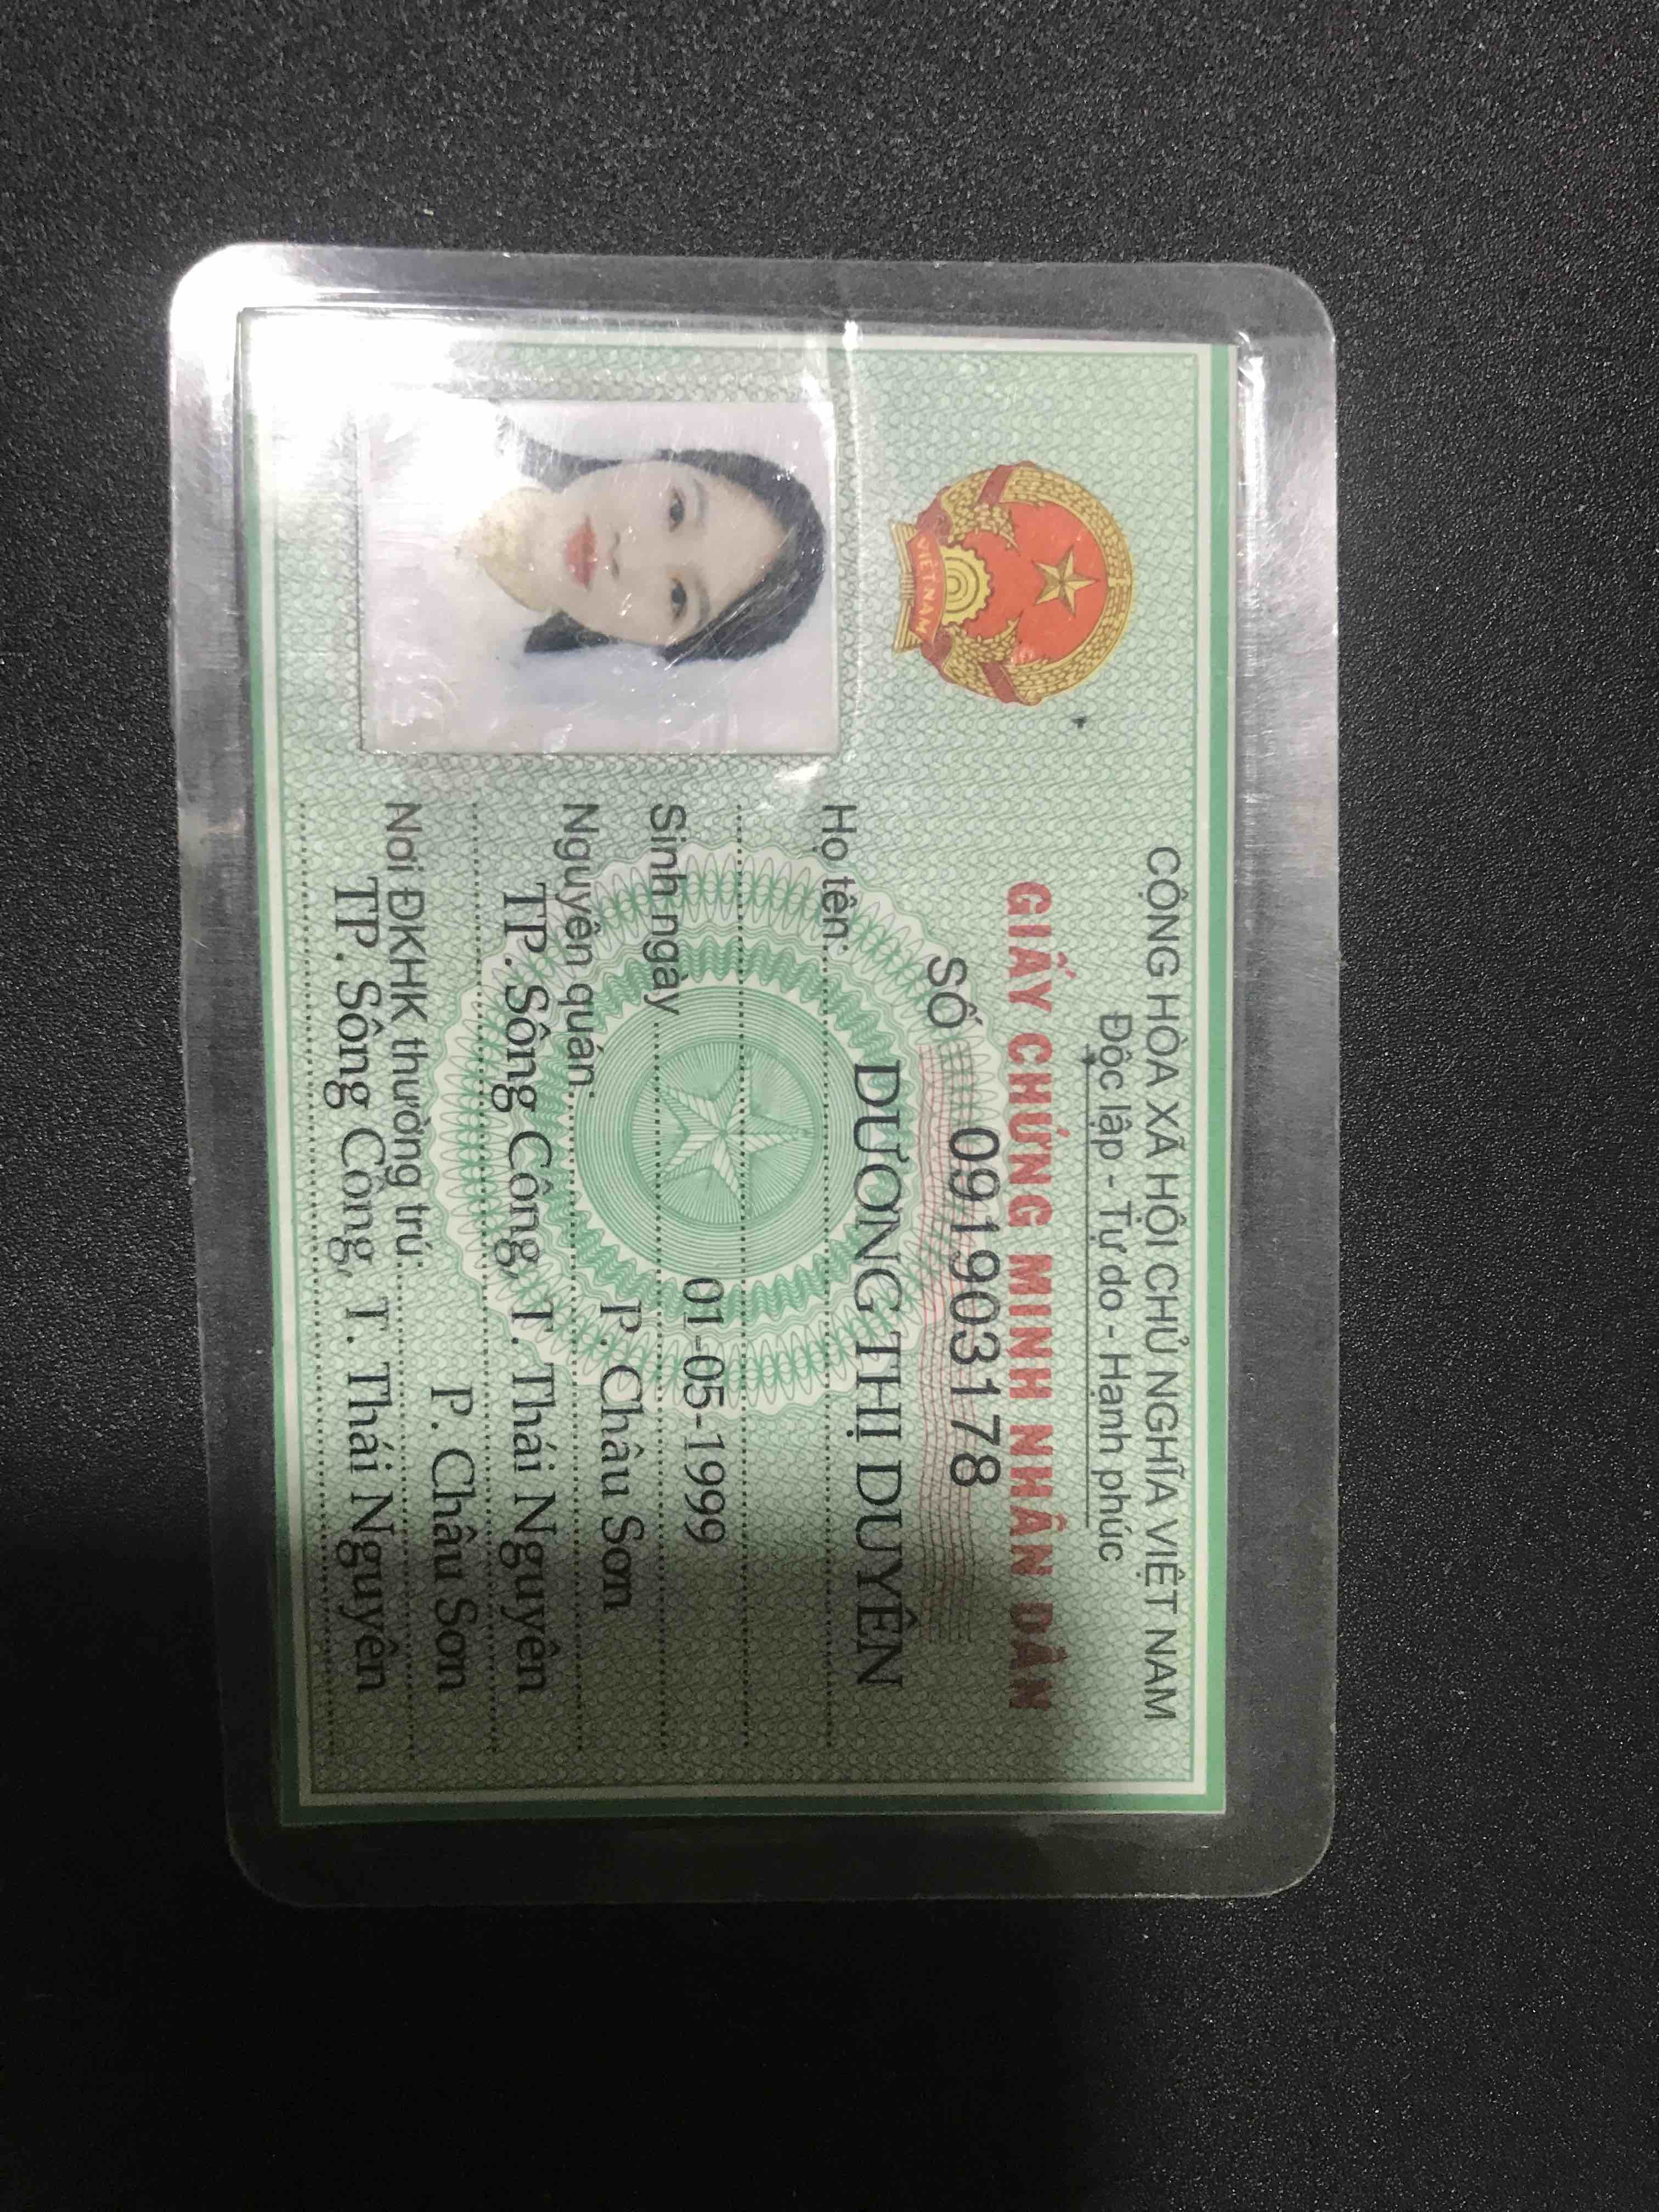 CỘNG HÒA XÃ HỘI CHỦ NGHĨA VIỆT NAM
Độc lập - Tự do - Hạnh phúc
GIẤY CHỨNG MINH NHÂN DÂN
SỐ 091903178
Họ tên: DƯƠNG THỊ DUYÊN
Sinh ngày 01-05-1999
Nguyên quán: P. Châu Sơn
TP. Sông Công, T. Thái Nguyên
Nơi ĐKHK thường trú: P. Châu Sơn
TP. Sông Công, T. Thái Nguyên
VIỆT NAM